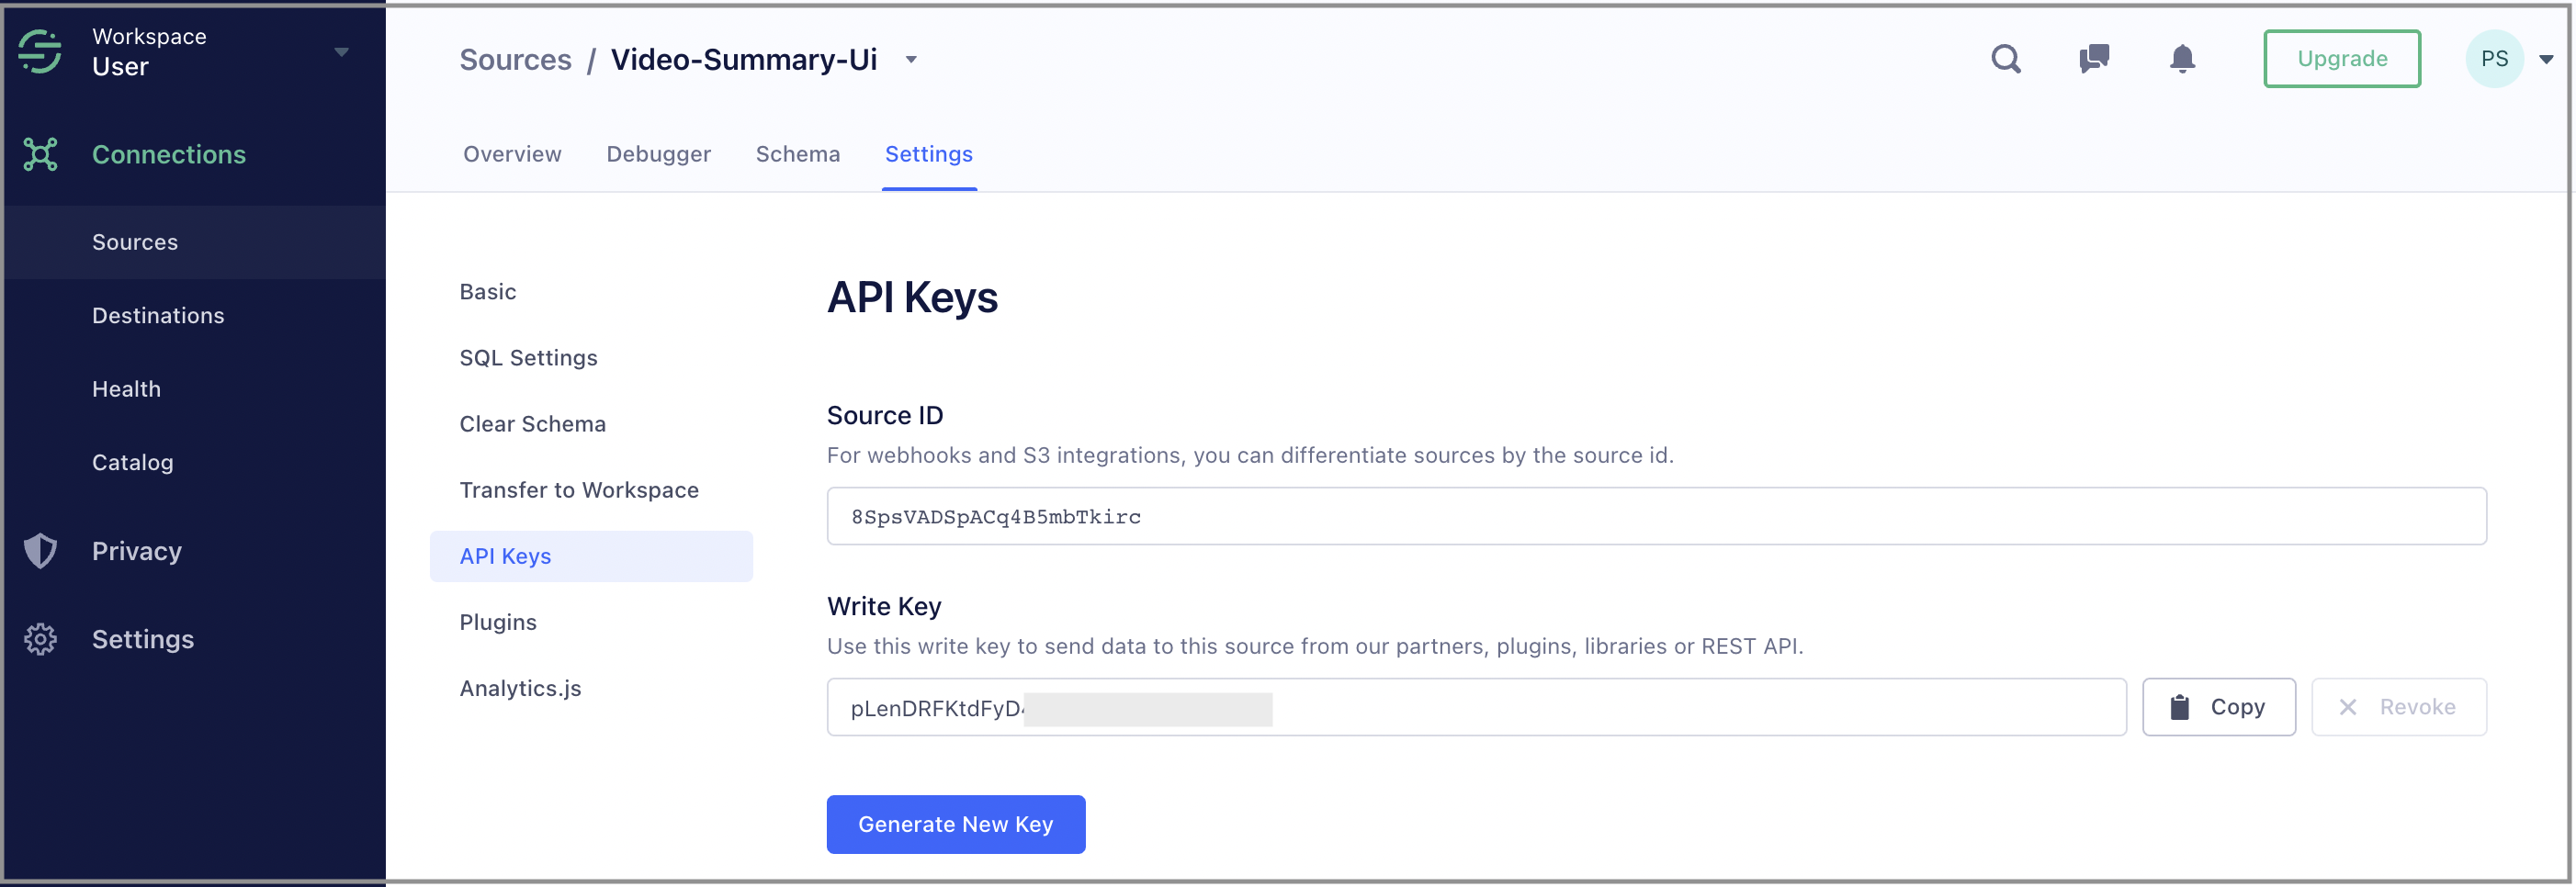 Workspace
User
Connections
Sources
Destinations
Health
Catalog
Privacy
Settings
Sources / Video-Summary-Ui
Upgrade
PS
Overview Debugger Schema Settings
Basic
SQL Settings
Clear Schema
Transfer to Workspace
API Keys
Plugins
Analytics.js
API Keys
Source ID
For webhooks and S3 integrations, you can differentiate sources by the source id.
8SpsVADSpACq4B5mbTkirc
Write Key
Use this write key to send data to this source from our partners, plugins, libraries or REST API.
pLenDRFKtdFyD
Copy
Revoke
Generate New Key